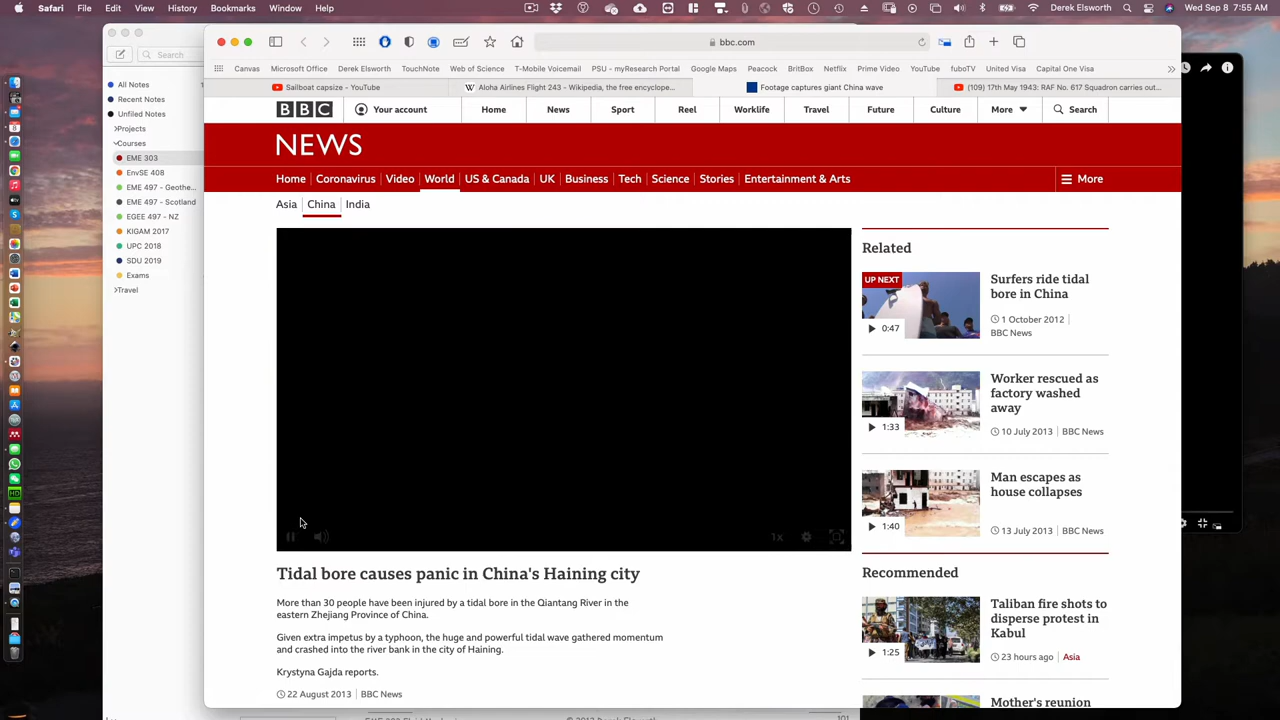 Bookmarks
Wed Sep 8 7:55 AM
Search
bbc.com
Canvas Microsoft Office Derek Elsworth TouchNote Web of Science T-Mobile Voicemail PSU - myResearch Portal Google Maps Peacock BritBox Netflix Prime Video YouTube fuboTV United Visa Capital One Visa
Sailboat capsize - YouTube
Aloha Airlines Flight 243 - Wikipedia, the free encyclope...
Footage captures giant China wave
(109) 17th May 1943: RAF No. 617 Squadron carries out...
All Notes
Recent Notes
Unfiled Notes
Projects
Courses
EME 303
EnvSE 408
EME 497 - Geothe...
EME 497 - Scotland
EGEE 497 - NZ
KIGAM 2017
UPC 2018
SDU 2019
Exams
Travel
BBC Your account Home News Sport Reel Worklife Travel Future Culture More Search
NEWS
Home Coronavirus Video World US & Canada UK Business Tech Science Stories Entertainment & Arts More
Asia China India
1x
Tidal bore causes panic in China's Haining city
More than 30 people have been injured by a tidal bore in the Qiantang River in the
eastern Zhejiang Province of China.
Given extra impetus by a typhoon, the huge and powerful tidal wave gathered momentum
and crashed into the river bank in the city of Haining.
Krystyna Gajda reports.
22 August 2013 BBC News
Related
UP NEXT
0:47
Surfers ride tidal
bore in China
1 October 2012
BBC News
1:33
Worker rescued as
factory washed
away
10 July 2013 BBC News
1:40
Man escapes as
house collapses
13 July 2013 BBC News
Recommended
1:25
Taliban fire shots to
disperse protest in
Kabul
23 hours ago Asia
Mother's reunion